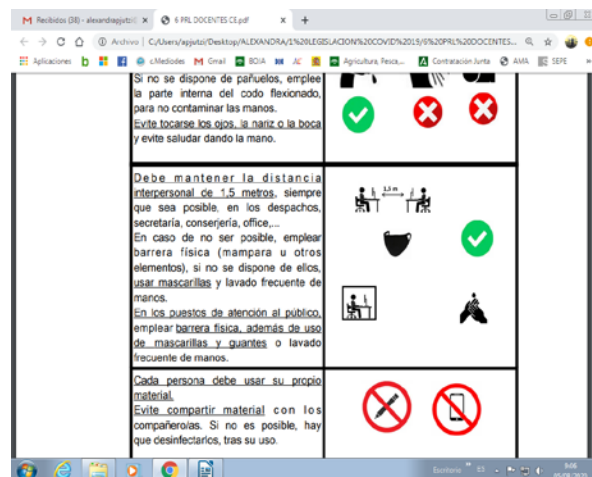 Recibidos (38) - alexandrapjutzi
6 PRL DOCENTES CE.pdf
Archivo | C:/Users/apjutzi/Desktop/ALEXANDRA/1%20LEGISLACION%20COVID%2019/6%20PRL%20DOCENTES...
Aplicaciones c.Mediodes Gmail BOJA Agricultura, Pesca,... Contratación Junta AMA SEPE
Si no se dispone de pañuelos, emplee
la parte interna del codo flexionado,
para no contaminar las manos.
Evite tocarse los ojos, la nariz o la boca
y evite saludar dando la mano.
Debe mantener la distancia
interpersonal de 1,5 metros, siempre
que sea posible, en los despachos,
secretaría, conserjería, office,...
En caso de no ser posible, emplear
barrera física (mampara u otros
elementos), si no se dispone de ellos,
usar mascarillas y lavado frecuente de
manos.
En los puestos de atención al público,
emplear barrera física, además de uso
de mascarillas y guantes o lavado
frecuente de manos.
1,5 m
Cada persona debe usar su propio
material.
Evite compartir material con los
compañero/as. Si no es posible, hay
que desinfectarlos, tras su uso.
Escritorio ES
9:06